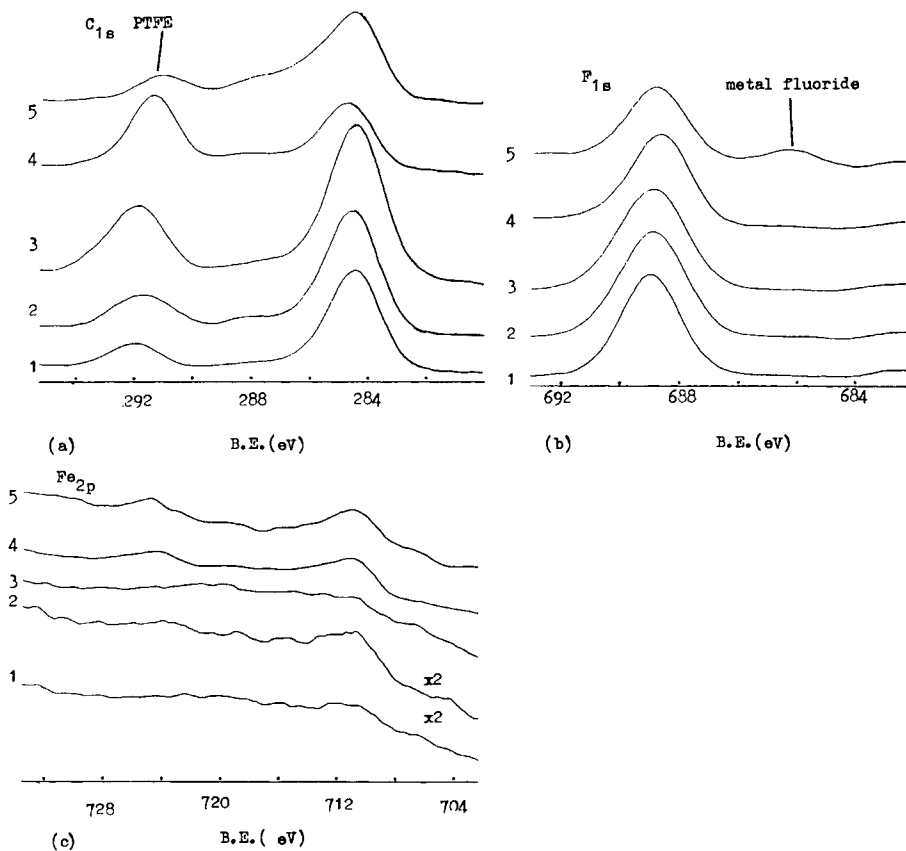 C1s PTFE
5
4
3
2
1
292 288 284
(a) B.E.(eV)
F1s
metal fluoride
5
4
3
2
1
692 688 684
(b) B.E.(eV)
Fe2p
5
4
3
2
1
x2
x2
728 720 712 704
(c) B.E.( eV)